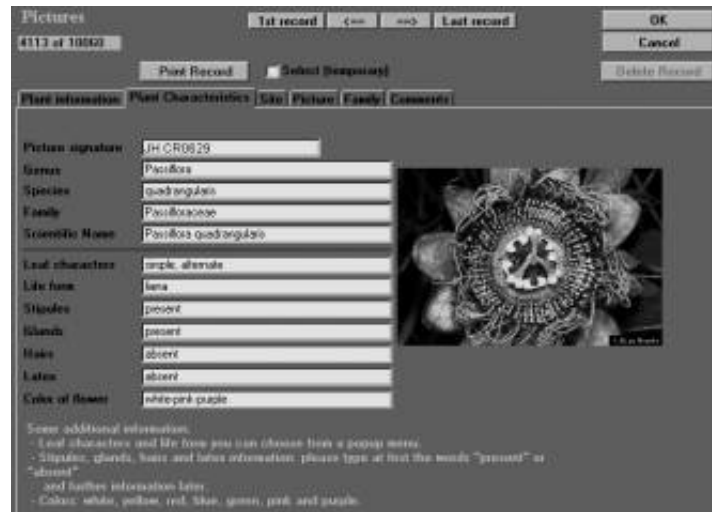 Pictures
1st record <== ==> Last record OK
4113 of 10060 Cancel
Print Record Select (temporary) Delete Record
Plant information Plant Characteristics Site Picture Family Comments
Picture signature JH CR0629
Genus Passiflora
Species quadrangularis
Family Passifloraceae
Scientific Name Passiflora quadrangularis
Leaf characters simple, alternate
Life form liana
Stipules present
Glands present
Hairs absent
Latex absent
Color of flower white-pink-purple
Some additional information.
- Leaf characters and life form you can choose from a popup menu.
- Stipules, glands, hairs and latex information: please type at first the words "present" or
"absent"
and further information later.
- Colors: white, yellow, red, blue, green, pink and purple.